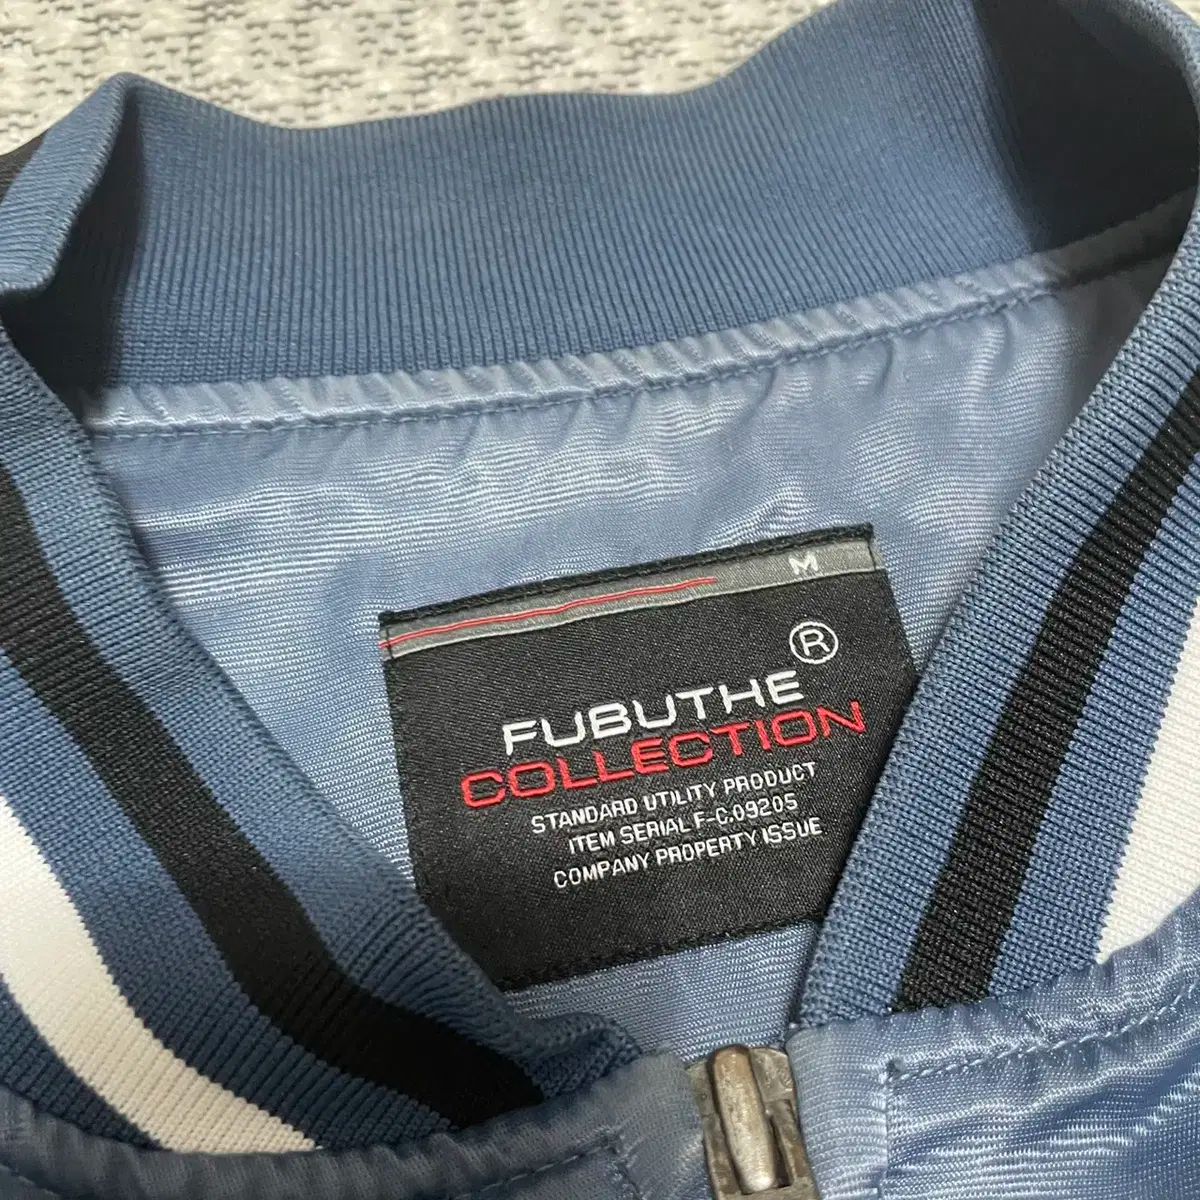 M
®
FUBUTHE
COLLECTION
STANDARD UTILITY PRODUCT
ITEM SERIAL F-C.09205
COMPANY PROPERTY ISSUE